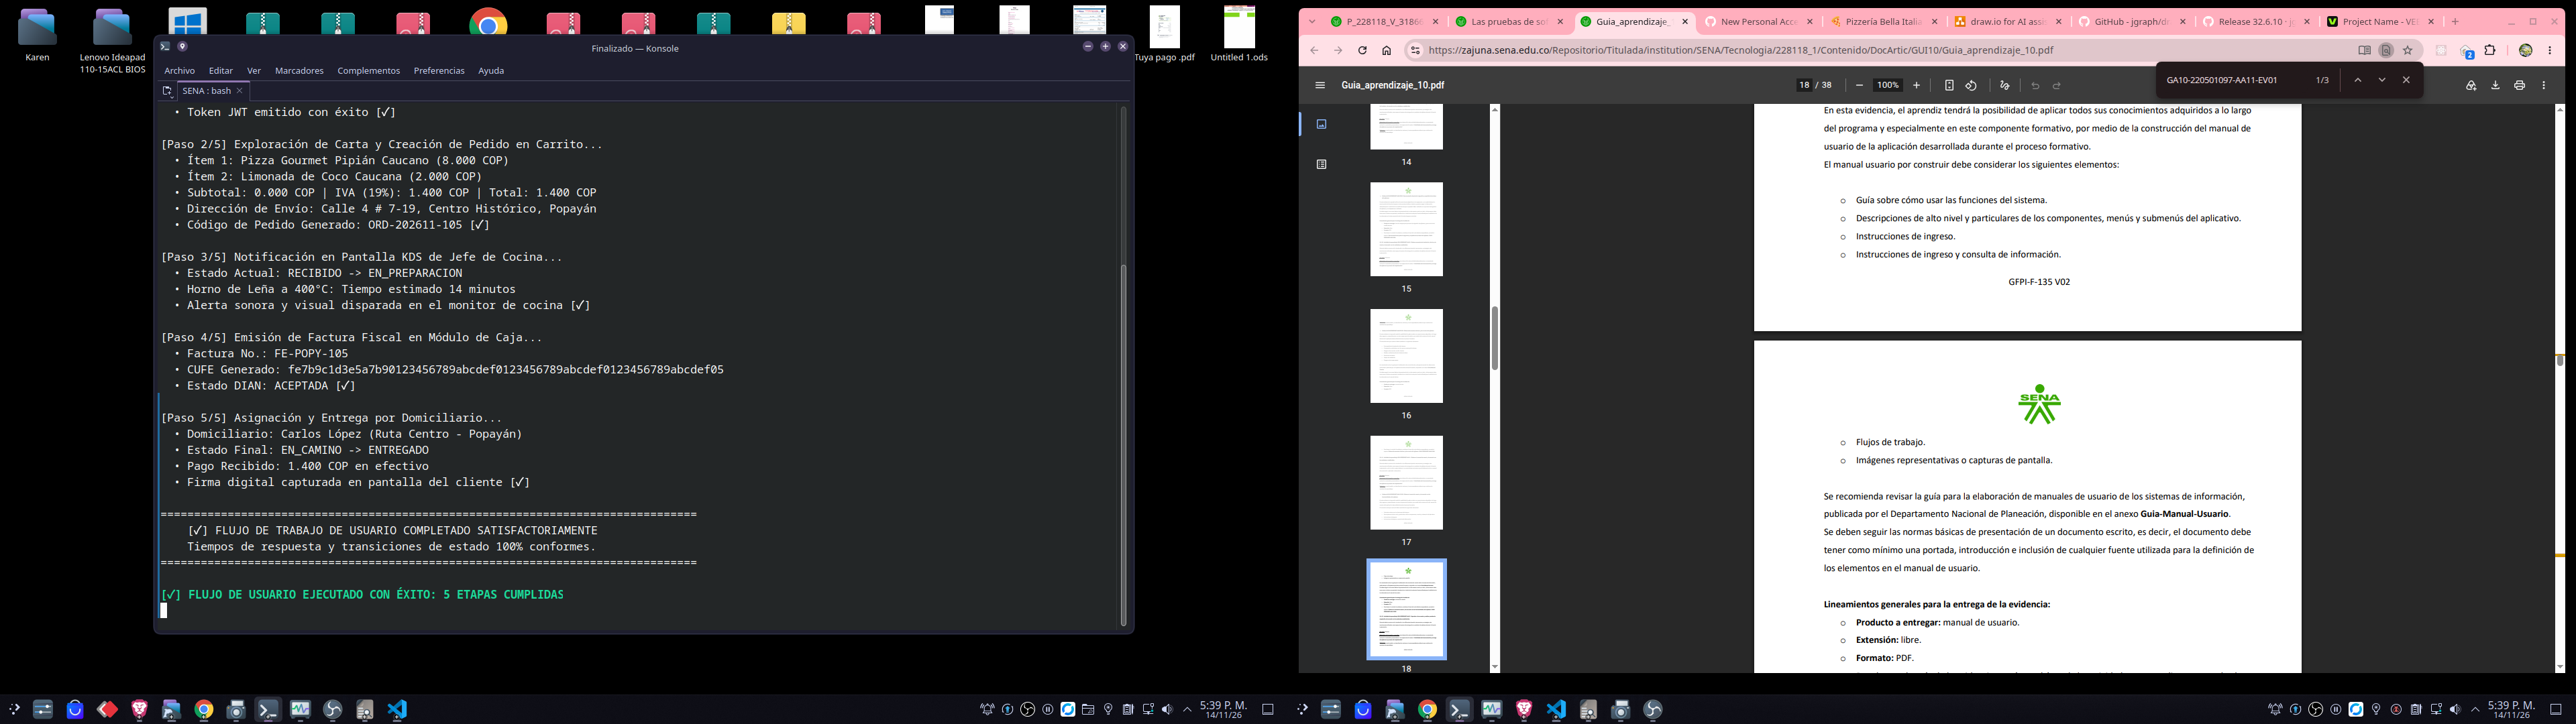 Karen
Lenovo Ideapad
110-15ACL BIOS
Tuya pago .pdf
Untitled 1.ods
Finalizado — Konsole
Archivo Editar Ver Marcadores Complementos Preferencias Ayuda
SENA : bash
• Token JWT emitido con éxito [✓]
[Paso 2/5] Exploración de Carta y Creación de Pedido en Carrito...
• Ítem 1: Pizza Gourmet Pipián Caucano (8.000 COP)
• Ítem 2: Limonada de Coco Caucana (2.000 COP)
• Subtotal: 0.000 COP | IVA (19%): 1.400 COP | Total: 1.400 COP
• Dirección de Envío: Calle 4 # 7-19, Centro Histórico, Popayán
• Código de Pedido Generado: ORD-202611-105 [✓]
[Paso 3/5] Notificación en Pantalla KDS de Jefe de Cocina...
• Estado Actual: RECIBIDO -> EN_PREPARACION
• Horno de Leña a 400°C: Tiempo estimado 14 minutos
• Alerta sonora y visual disparada en el monitor de cocina [✓]
[Paso 4/5] Emisión de Factura Fiscal en Módulo de Caja...
• Factura No.: FE-POPY-105
• CUFE Generado: fe7b9c1d3e5a7b90123456789abcdef0123456789abcdef0123456789abcdef05
• Estado DIAN: ACEPTADA [✓]
[Paso 5/5] Asignación y Entrega por Domiciliario...
• Domiciliario: Carlos López (Ruta Centro - Popayán)
• Estado Final: EN_CAMINO -> ENTREGADO
• Pago Recibido: 1.400 COP en efectivo
• Firma digital capturada en pantalla del cliente [✓]
================================================================================
[✓] FLUJO DE TRABAJO DE USUARIO COMPLETADO SATISFACTORIAMENTE
Tiempos de respuesta y transiciones de estado 100% conformes.
================================================================================
[✓] FLUJO DE USUARIO EJECUTADO CON ÉXITO: 5 ETAPAS CUMPLIDAS
P_228118_V_3186 Las pruebas de so Guia_aprendizaje_ New Personal Acc Pizzería Bella Itali draw.io for AI ass GitHub - jgraph/dr Release 32.6.10 · j Project Name - VE
https://zajuna.sena.edu.co/Repositorio/Titulada/institution/SENA/Tecnologia/228118_1/Contenido/DocArtic/GUI10/Guia_aprendizaje_10.pdf
2
GA10-220501097-AA11-EV01 1/3
Guia_aprendizaje_10.pdf
18 / 38
100%
14
15
16
17
18
En esta evidencia, el aprendiz tendrá la posibilidad de aplicar todos sus conocimientos adquiridos a lo largo
del programa y especialmente en este componente formativo, por medio de la construcción del manual de
usuario de la aplicación desarrollada durante el proceso formativo.
El manual usuario por construir debe considerar los siguientes elementos:
o Guía sobre cómo usar las funciones del sistema.
o Descripciones de alto nivel y particulares de los componentes, menús y submenús del aplicativo.
o Instrucciones de ingreso.
o Instrucciones de ingreso y consulta de información.
GFPI-F-135 V02
SENA
o Flujos de trabajo.
o Imágenes representativas o capturas de pantalla.
Se recomienda revisar la guía para la elaboración de manuales de usuario de los sistemas de información,
publicada por el Departamento Nacional de Planeación, disponible en el anexo Guia-Manual-Usuario.
Se deben seguir las normas básicas de presentación de un documento escrito, es decir, el documento debe
tener como mínimo una portada, introducción e inclusión de cualquier fuente utilizada para la definición de
los elementos en el manual de usuario.
Lineamientos generales para la entrega de la evidencia:
o Producto a entregar: manual de usuario.
o Extensión: libre.
o Formato: PDF.
5:39 P. M.
14/11/26
5:39 P. M.
14/11/26